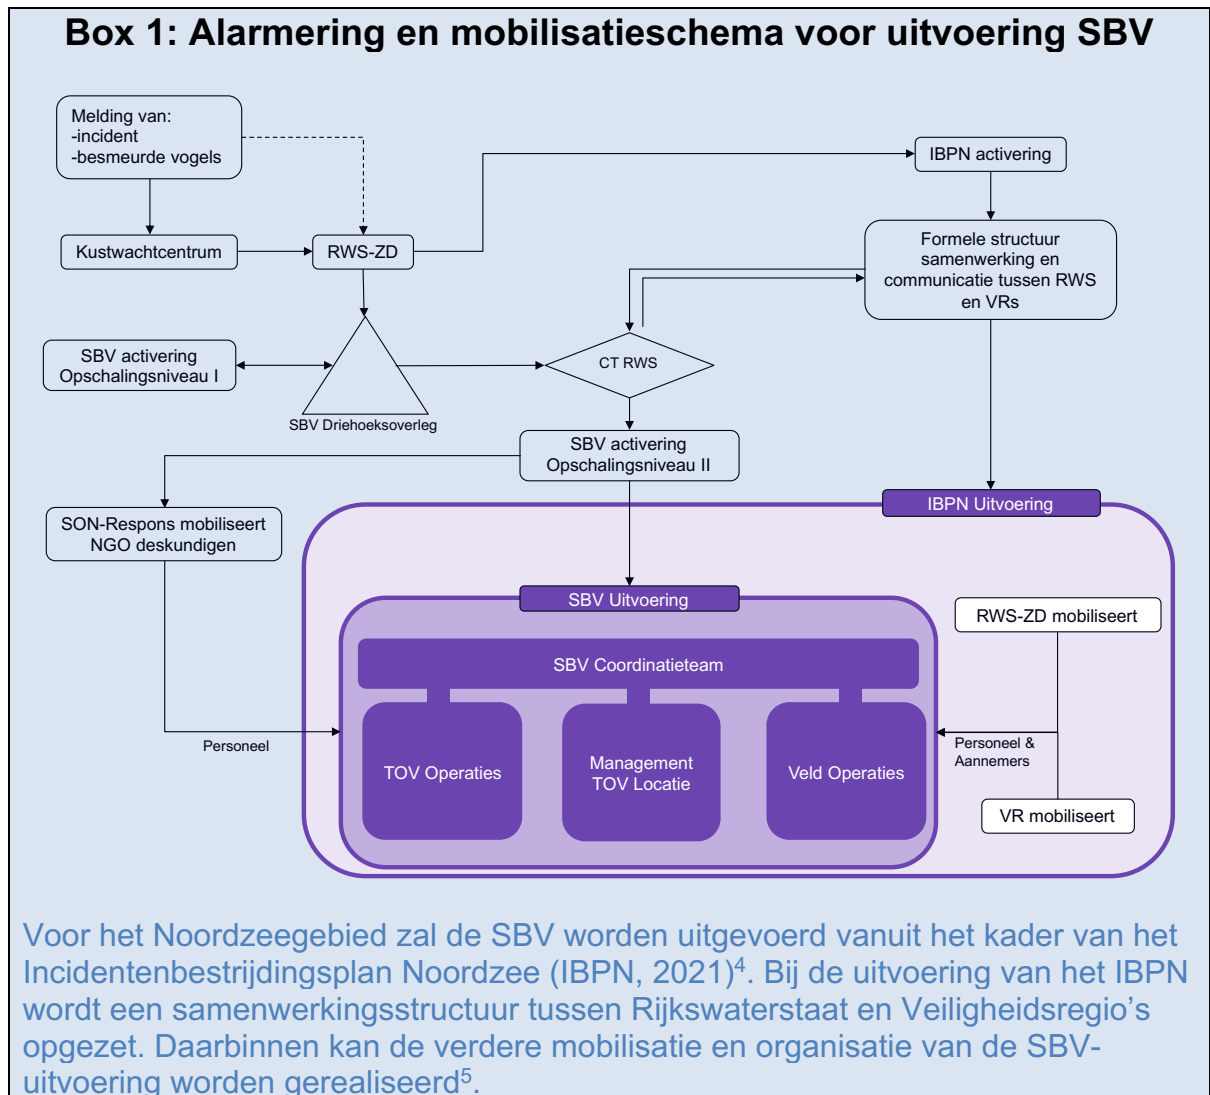 Box 1: Alarmering en mobilisatieschema voor uitvoering SBV
Melding van:
-incident
-besmeurde vogels
IBPN activering
Kustwachtcentrum
RWS-ZD
Formele structuur
samenwerking en
communicatie tussen RWS
en VRs
SBV activering
Opschalingsniveau I
CT RWS
SBV Driehoeksoverleg
SBV activering
Opschalingsniveau II
IBPN Uitvoering
SON-Respons mobiliseert
NGO deskundigen
SBV Uitvoering
RWS-ZD mobiliseert
SBV Coordinatieteam
Personeel
TOV Operaties
Management
TOV Locatie
Veld Operaties
Personeel &
Aannemers
VR mobiliseert
Voor het Noordzeegebied zal de SBV worden uitgevoerd vanuit het kader van het
Incidentenbestrijdingsplan Noordzee (IBPN, 2021)⁴. Bij de uitvoering van het IBPN
wordt een samenwerkingsstructuur tussen Rijkswaterstaat en Veiligheidsregio’s
opgezet. Daarbinnen kan de verdere mobilisatie en organisatie van de SBV-
uitvoering worden gerealiseerd⁵.